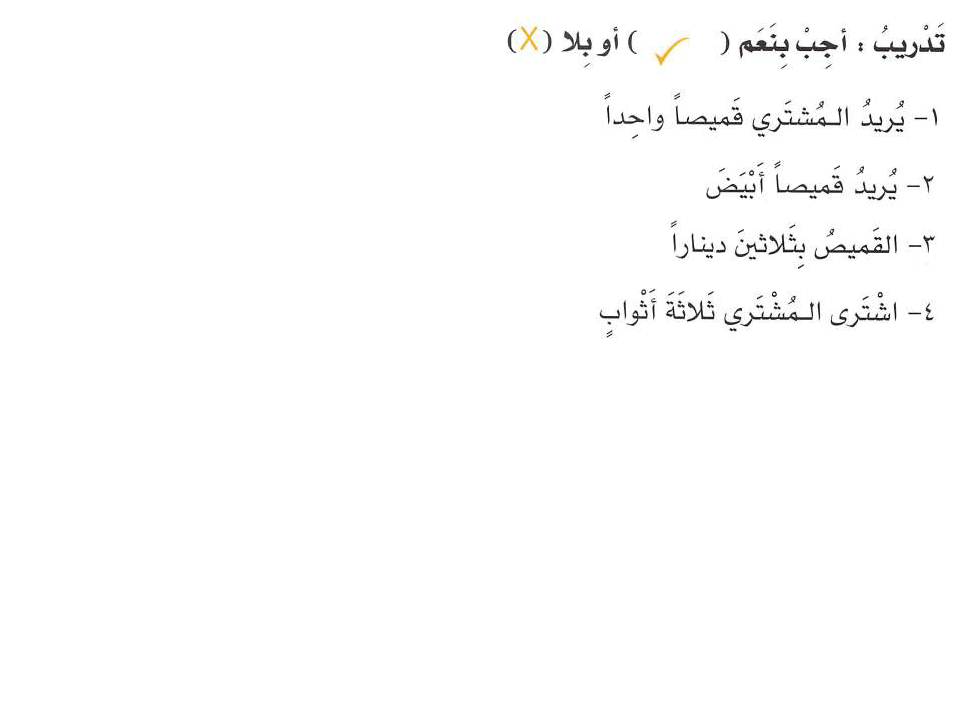 تَدْريبُ : أجِبْ بِنَعَم ( ✓ ) أو بِلا (X)
١- يُريدُ الـمُشتَري قَميصاً واحِداً
٢- يُريدُ قَميصاً أَبْيَضَ
٣- القَميصُ بِثَلاثينَ ديناراً
٤- اشْتَرى الـمُشْتَري ثَلاثَةَ أَثْوابٍ